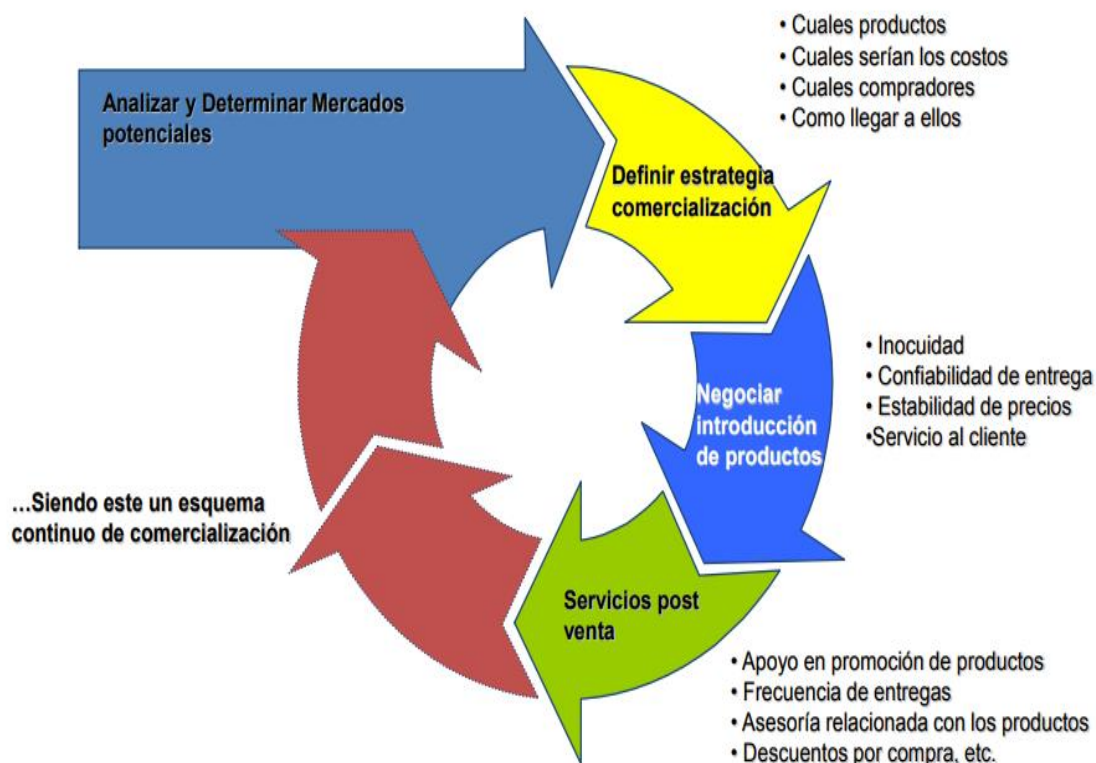 Analizar y Determinar Mercados
potenciales
• Cuales productos
• Cuales serían los costos
• Cuales compradores
• Como llegar a ellos
Definir estrategia
comercialización
Negociar
introducción
de productos
• Inocuidad
• Confiabilidad de entrega
• Estabilidad de precios
•Servicio al cliente
Servicios post
venta
• Apoyo en promoción de productos
• Frecuencia de entregas
• Asesoría relacionada con los productos
• Descuentos por compra, etc.
...Siendo este un esquema
continuo de comercialización